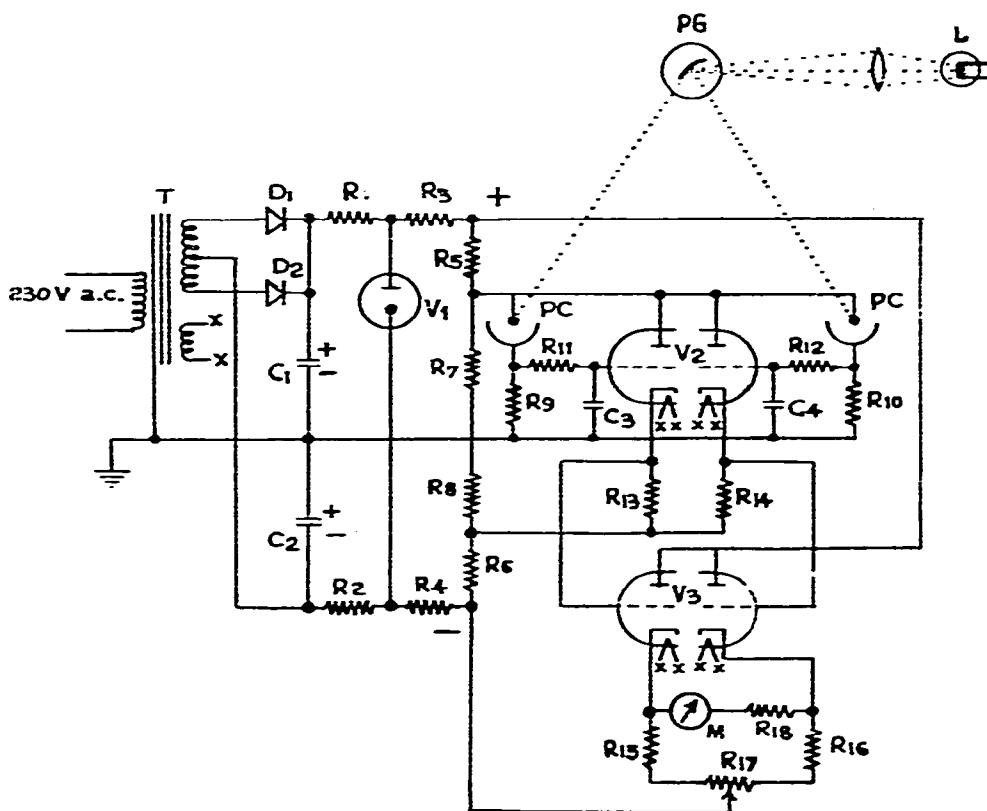 PG
L
T
D1
R.
R3
+
D2
R5
PC
PC
230V a.c.
V1
x
x
C1
+
-
R7
R11
V2
R12
R9
C3
x x
x x
C4
R10
R8
R13
R14
C2
+
-
R6
R2
R4
-
V3
x x
x x
M
R18
R15
R16
R17